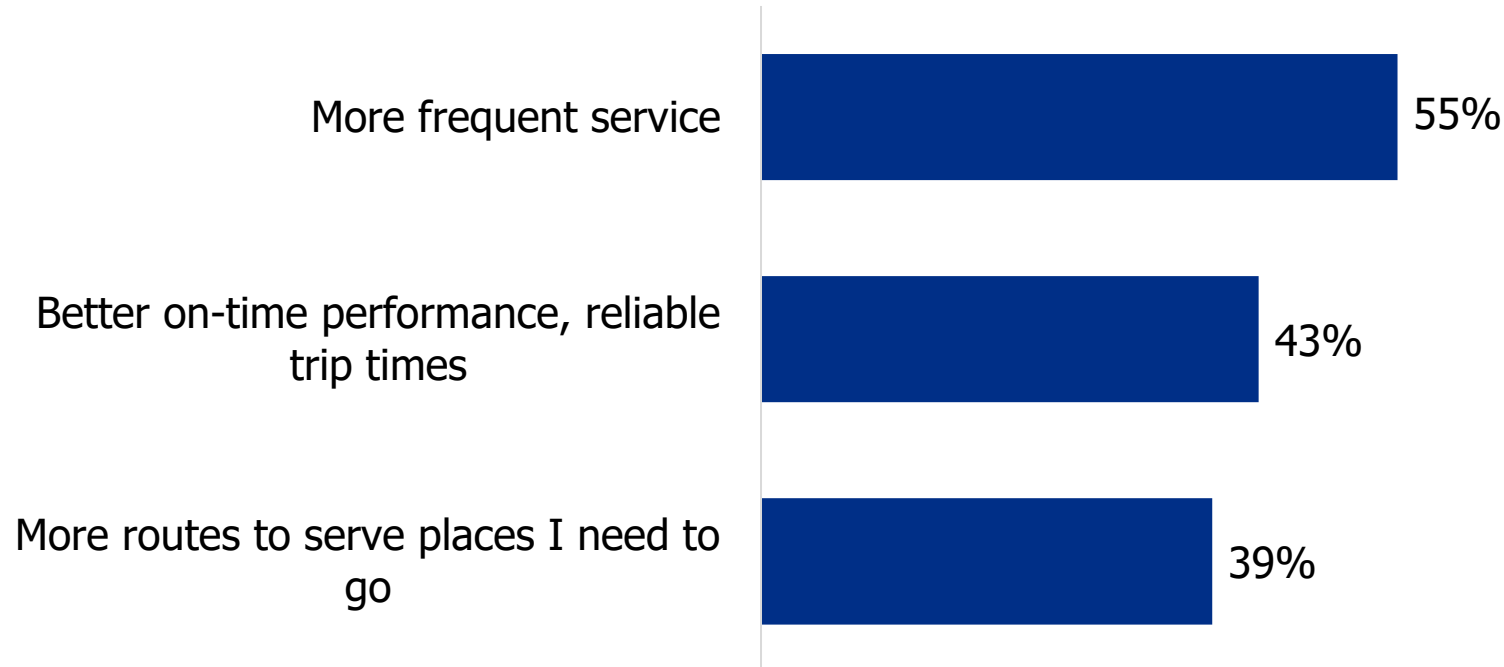 More frequent service
55%
Better on-time performance, reliable
trip times
43%
More routes to serve places I need to
go
39%